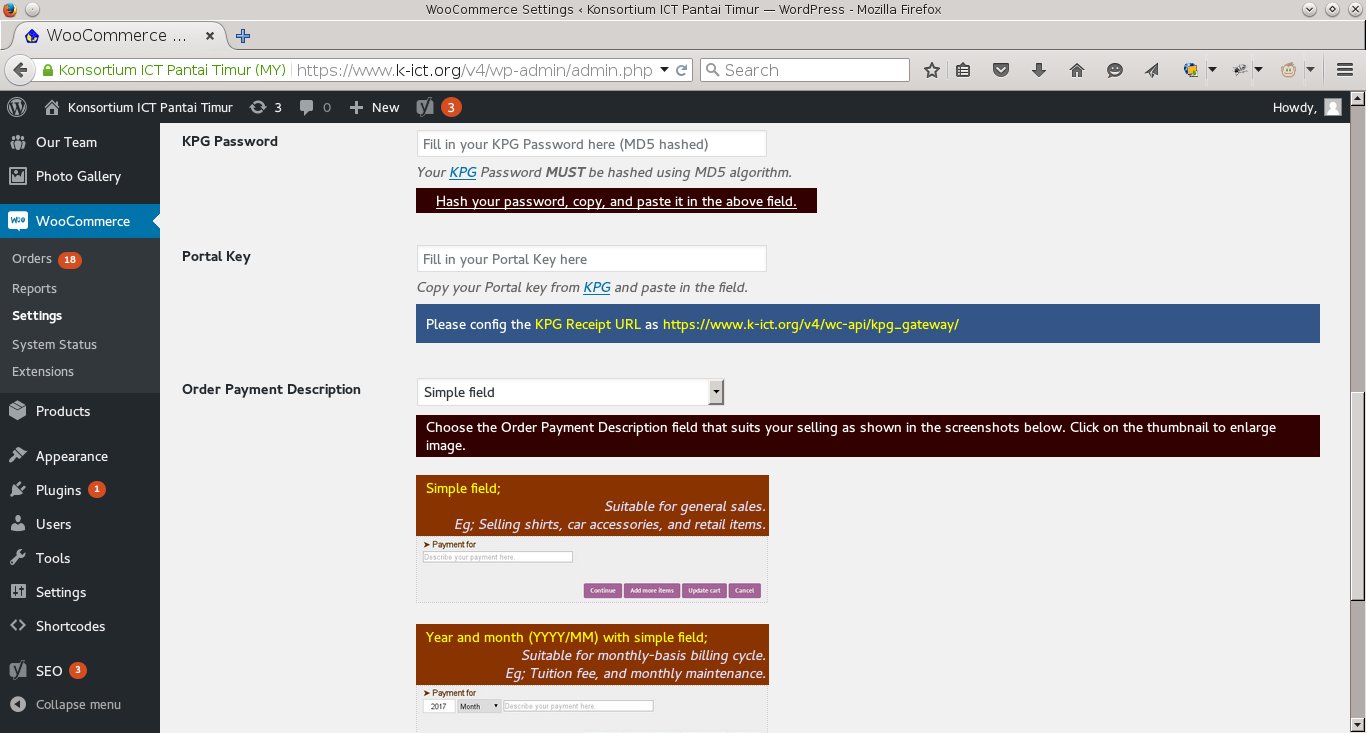 WooCommerce Settings ‹ Konsortium ICT Pantai Timur — WordPress - Mozilla Firefox
WooCommerce ...
Konsortium ICT Pantai Timur (MY)
https://www.k-ict.org/v4/wp-admin/admin.php
Search
Konsortium ICT Pantai Timur
3
0
New
3
Howdy,
Our Team
Photo Gallery
WooCommerce
Orders 18
Reports
Settings
System Status
Extensions
Products
Appearance
Plugins 1
Users
Tools
Settings
Shortcodes
SEO 3
Collapse menu
KPG Password
Fill in your KPG Password here (MD5 hashed)
Your KPG Password MUST be hashed using MD5 algorithm.
Hash your password, copy, and paste it in the above field.
Portal Key
Fill in your Portal Key here
Copy your Portal key from KPG and paste in the field.
Please config the KPG Receipt URL as https://www.k-ict.org/v4/wc-api/kpg_gateway/
Order Payment Description
Simple field
Choose the Order Payment Description field that suits your selling as shown in the screenshots below. Click on the thumbnail to enlarge
image.
Simple field;
Suitable for general sales.
Eg; Selling shirts, car accessories, and retail items.
➤ Payment for
Describe your payment here.
Continue Add more items Update cart Cancel
Year and month (YYYY/MM) with simple field;
Suitable for monthly-basis billing cycle.
Eg; Tuition fee, and monthly maintenance.
➤ Payment for
2017 Month Describe your payment here.